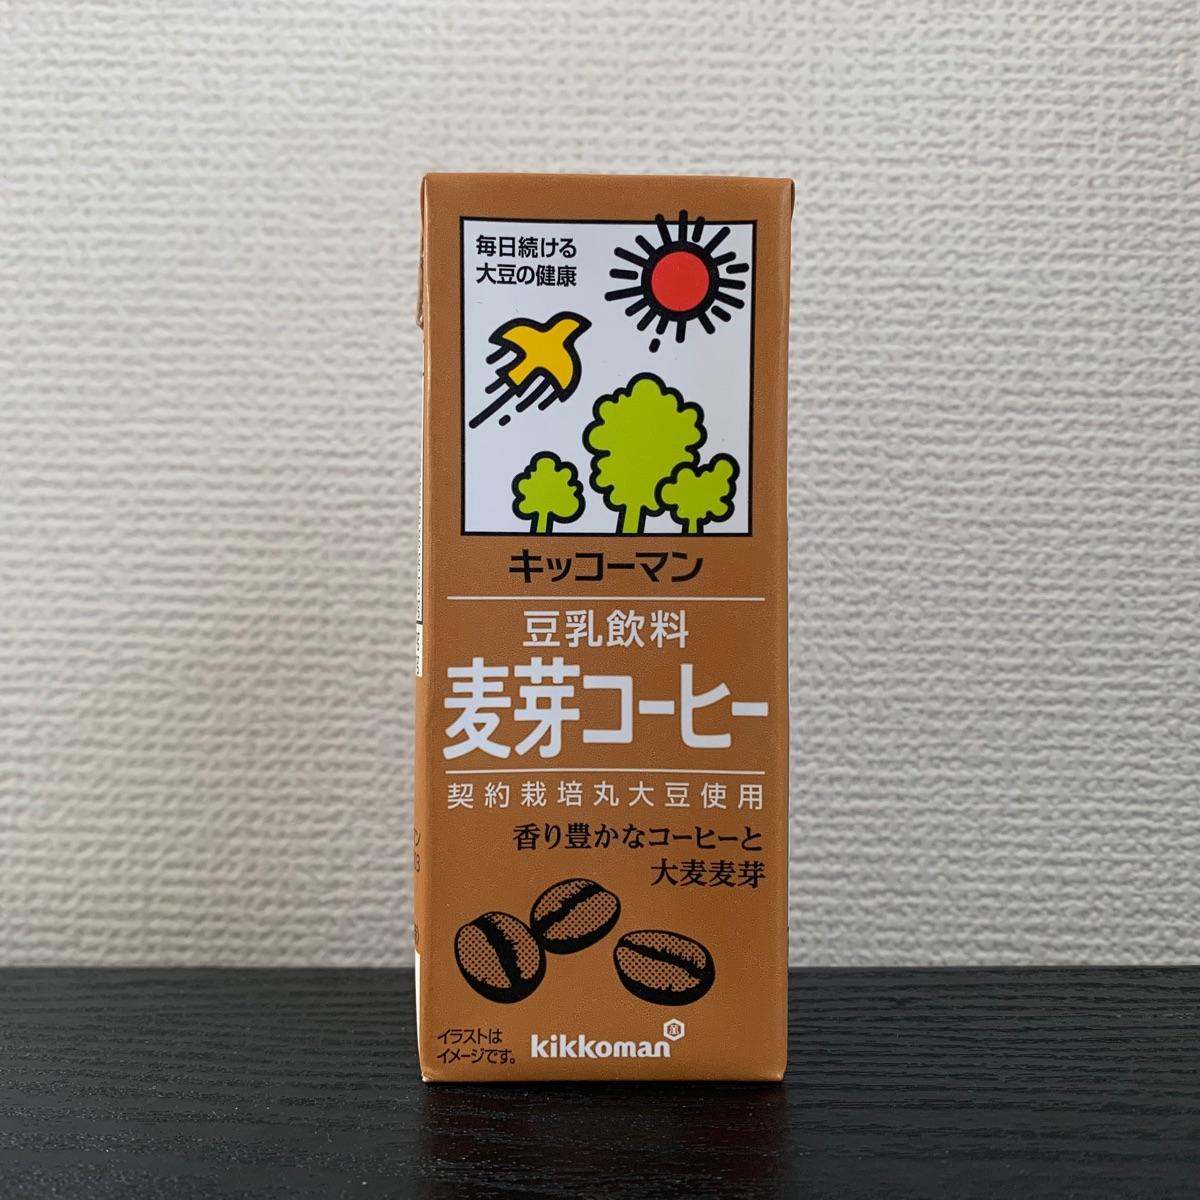 毎日続ける
大豆の健康
キッコーマン
豆乳飲料
麦芽コーヒー
契約栽培丸大豆使用
香り豊かなコーヒーと
大麦麦芽
イラストは
イメージです。
kikkoman